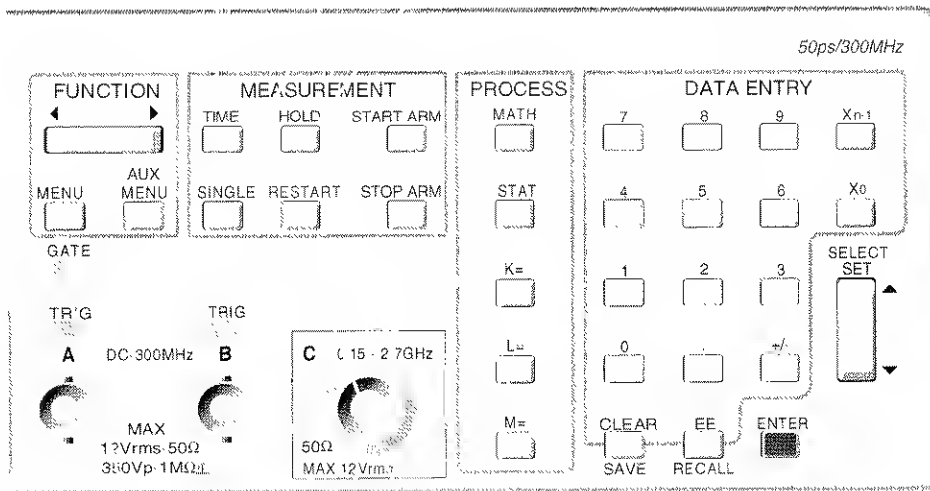 50ps/300MHz
FUNCTION
MEASUREMENT
PROCESS
DATA ENTRY
TIME
HOLD
START ARM
MATH
7
8
9
Xn-1
MENU
AUX
MENU
SINGLE
RESTART
STOP ARM
STAT
4
5
6
X0
GATE
K=
1
2
3
SELECT
SET
TRIG
TRIG
A
DC-300MHz
B
C
L=
0
.
+/-
MAX
50Ω
M=
CLEAR
EE
ENTER
MAX 12Vrms
SAVE
RECALL